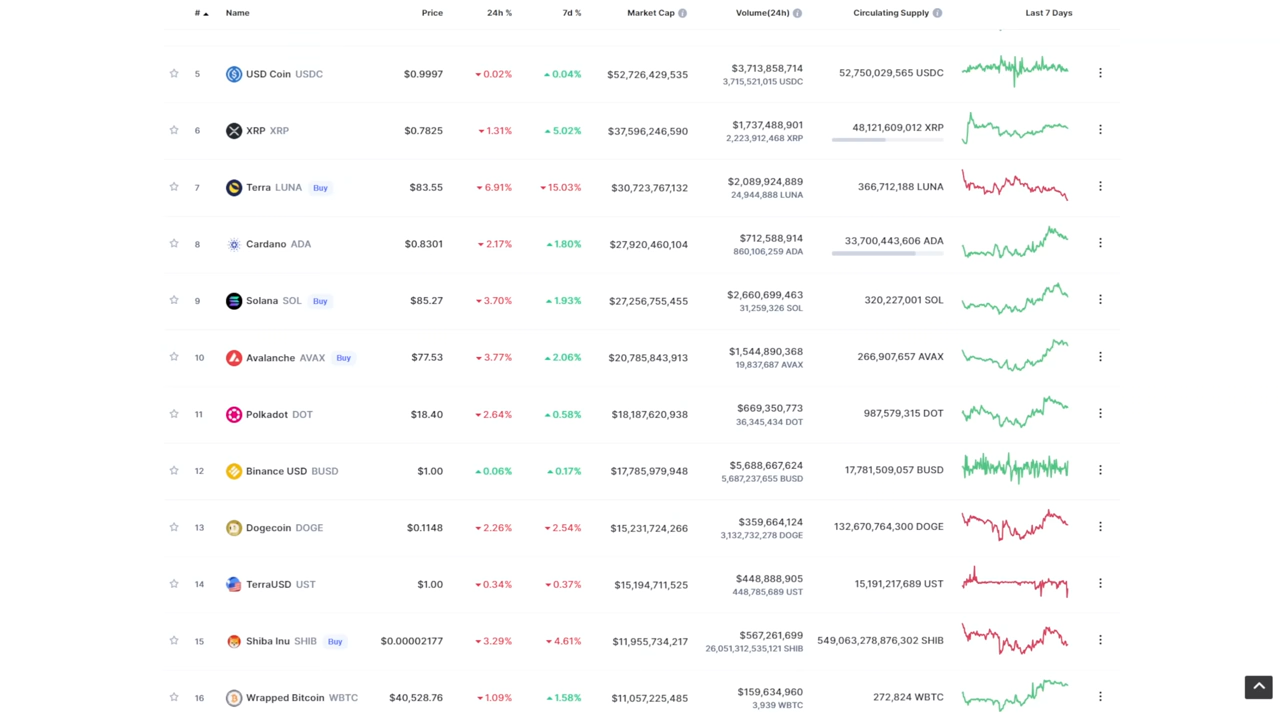 # Name Price 24h % 7d % Market Cap Volume(24h) Circulating Supply Last 7 Days
5 USD Coin USDC $0.9997 0.02% 0.04% $52,726,429,535 $3,713,858,714 52,750,029,565 USDC
3,715,521,015 USDC
6 XRP XRP $0.7825 1.31% 5.02% $37,596,246,590 $1,737,488,901 48,121,609,012 XRP
2,223,912,468 XRP
7 Terra LUNA Buy $83.55 6.91% 15.03% $30,723,767,132 $2,089,924,889 366,712,188 LUNA
24,944,888 LUNA
8 Cardano ADA $0.8301 2.17% 1.80% $27,920,460,104 $712,588,914 33,700,443,606 ADA
860,106,259 ADA
9 Solana SOL Buy $85.27 3.70% 1.93% $27,256,755,455 $2,660,699,463 320,227,001 SOL
31,259,326 SOL
10 Avalanche AVAX Buy $77.53 3.77% 2.06% $20,785,843,913 $1,544,890,368 266,907,657 AVAX
19,837,687 AVAX
11 Polkadot DOT $18.40 2.64% 0.58% $18,187,620,938 $669,350,773 987,579,315 DOT
36,345,434 DOT
12 Binance USD BUSD $1.00 0.06% 0.17% $17,785,979,948 $5,688,667,624 17,781,509,057 BUSD
5,687,237,655 BUSD
13 Dogecoin DOGE $0.1148 2.26% 2.54% $15,231,724,266 $359,664,124 132,670,764,300 DOGE
3,132,732,278 DOGE
14 TerraUSD UST $1.00 0.34% 0.37% $15,194,711,525 $448,888,905 15,191,217,689 UST
448,785,689 UST
15 Shiba Inu SHIB Buy $0.00002177 3.29% 4.61% $11,955,734,217 $567,261,699 549,063,278,876,302 SHIB
26,051,312,535,121 SHIB
16 Wrapped Bitcoin WBTC $40,528.76 1.09% 1.58% $11,057,225,485 $159,634,960 272,824 WBTC
3,939 WBTC